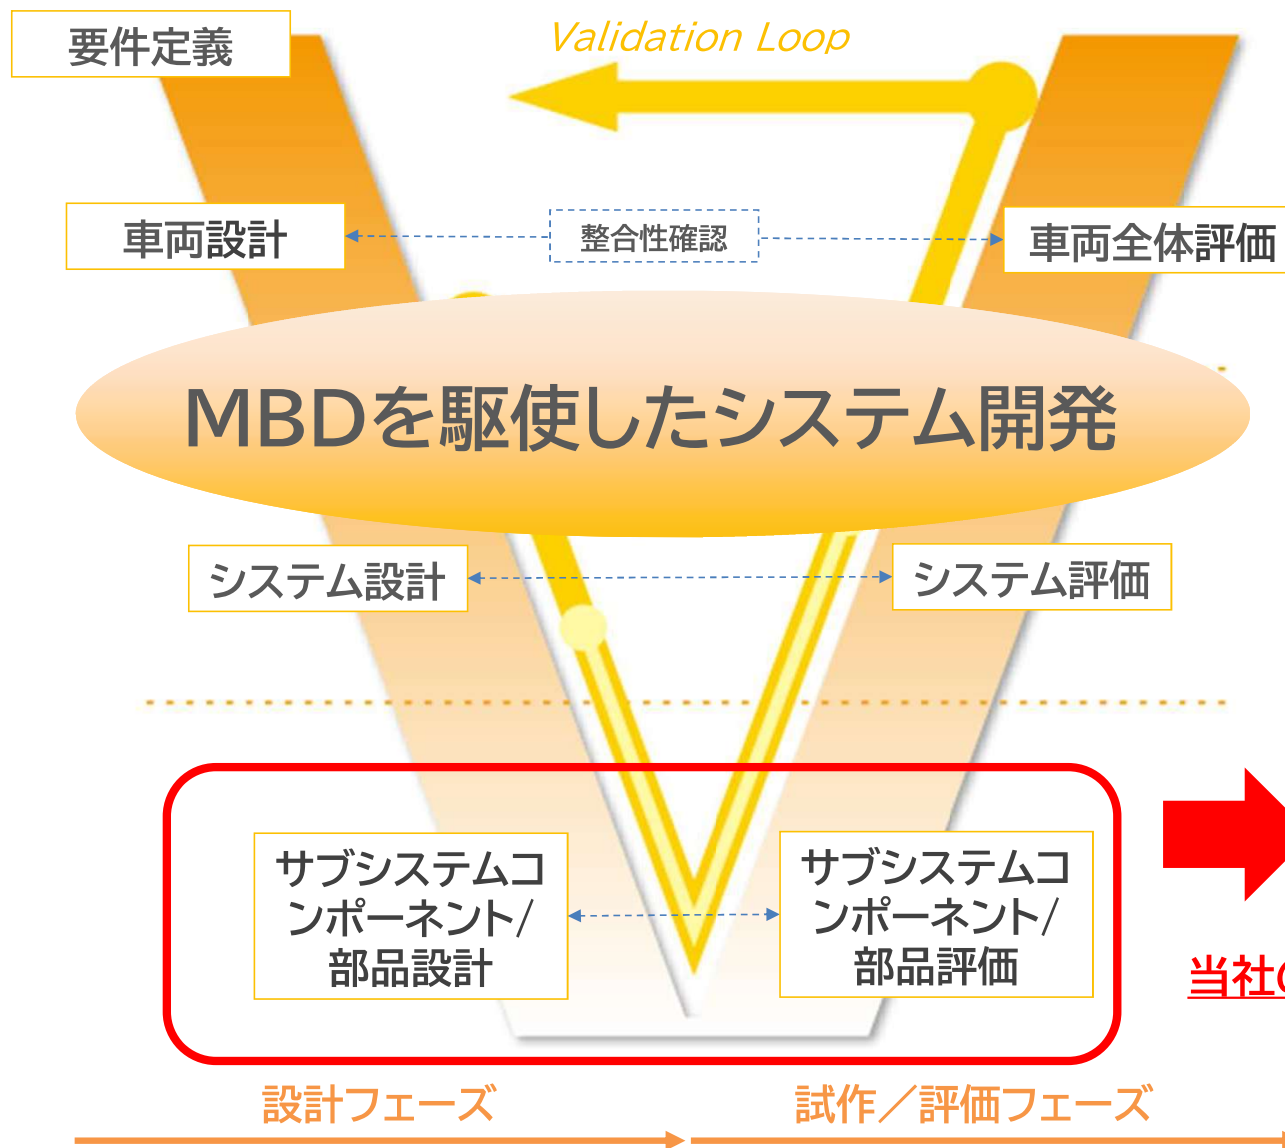 要件定義
Validation Loop
車両設計
整合性確認
車両全体評価
MBDを駆使したシステム開発
システム設計
システム評価
サブシステムコ
ンポーネント/
部品設計
サブシステムコ
ンポーネント/
部品評価
当社
設計フェーズ
試作／評価フェーズ